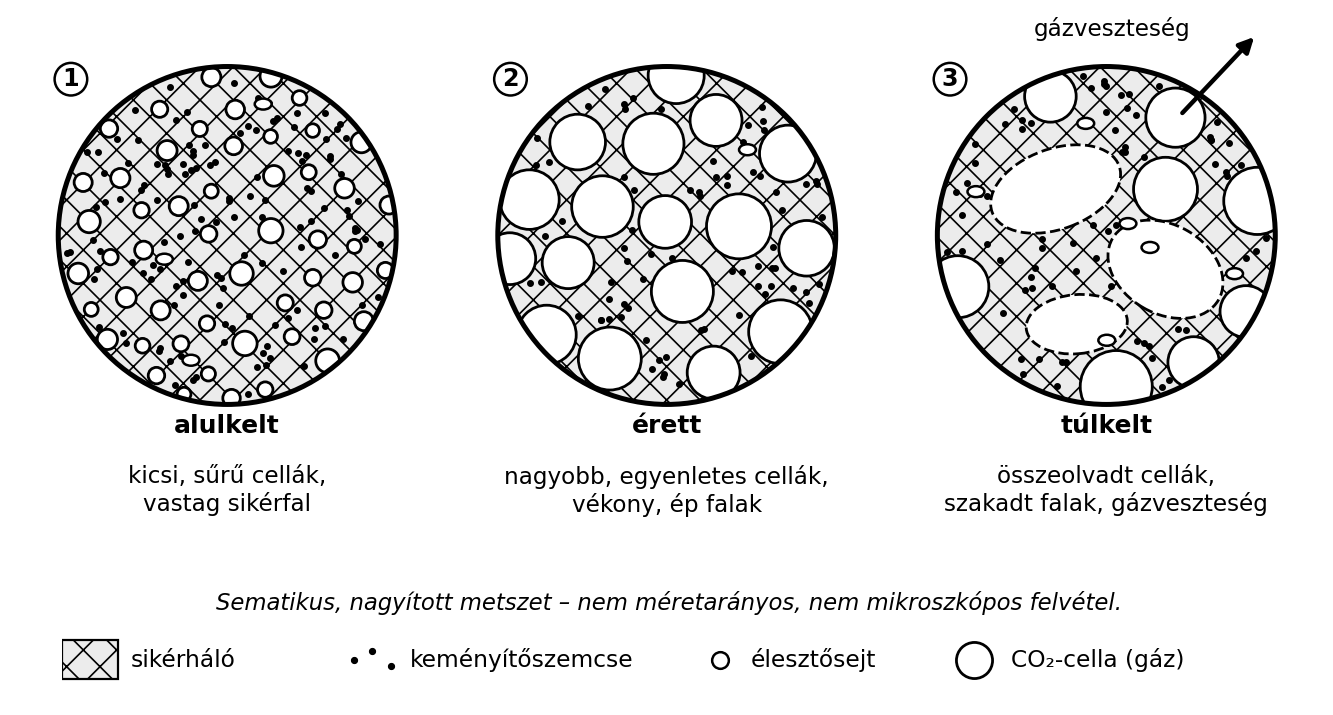 gázveszteség
1
2
3
alulkelt
érett
túlkelt
kicsi, sűrű cellák,
vastag sikérfal
nagyobb, egyenletes cellák,
vékony, ép falak
összeolvadt cellák,
szakadt falak, gázveszteség
Sematikus, nagyított metszet – nem méretarányos, nem mikroszkópos felvétel.
sikérháló
keményítőszemcse
élesztősejt
CO₂-cella (gáz)